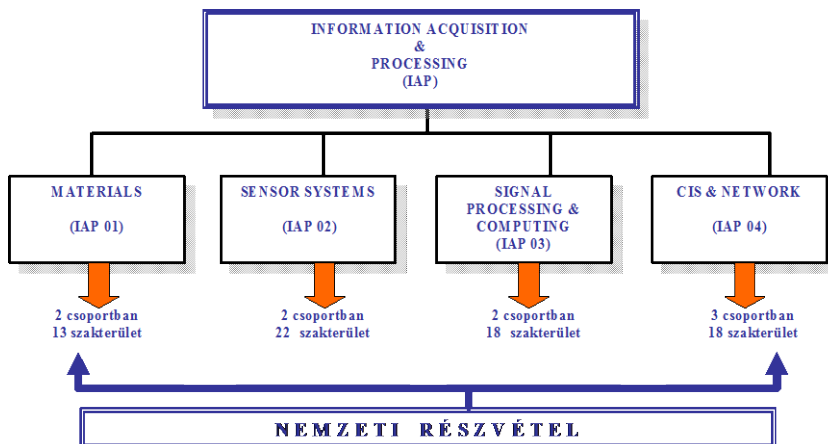 INFORMATION ACQUISITION
&
PROCESSING
(IAP)
MATERIALS
(IAP 01)
SENSOR SYSTEMS
(IAP 02)
SIGNAL
PROCESSING &
COMPUTING
(IAP 03)
CIS & NETWORK
(IAP 04)
2 csoportban
13 szakterület
2 csoportban
22 szakterület
2 csoportban
18 szakterület
3 csoportban
18 szakterület
NEMZETI RÉSZVÉTEL